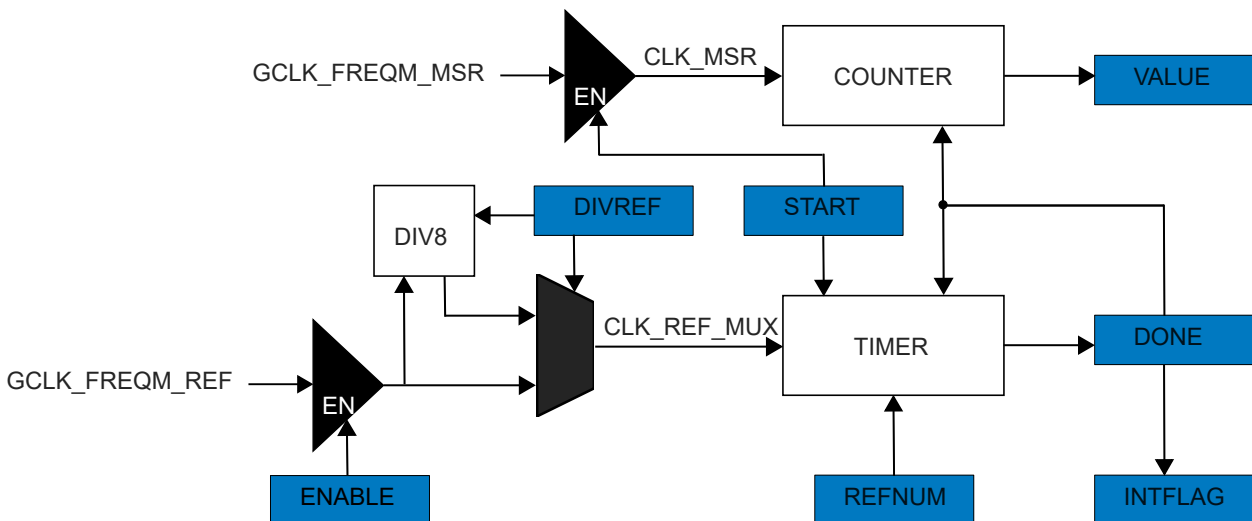 GCLK_FREQM_MSR
EN
CLK_MSR
COUNTER
VALUE
DIV8
DIVREF
START
GCLK_FREQM_REF
EN
CLK_REF_MUX
TIMER
DONE
ENABLE
REFNUM
INTFLAG